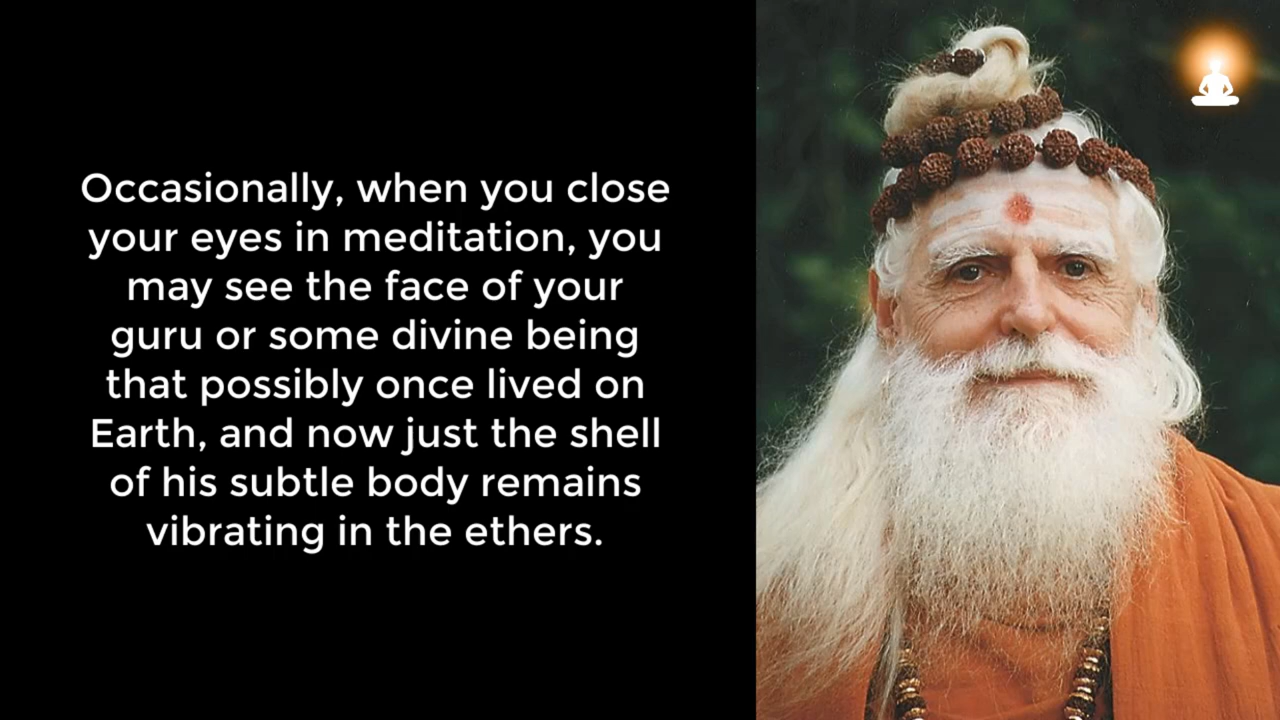 Occasionally, when you close
your eyes in meditation, you
may see the face of your
guru or some divine being
that possibly once lived on
Earth, and now just the shell
of his subtle body remains
vibrating in the ethers.